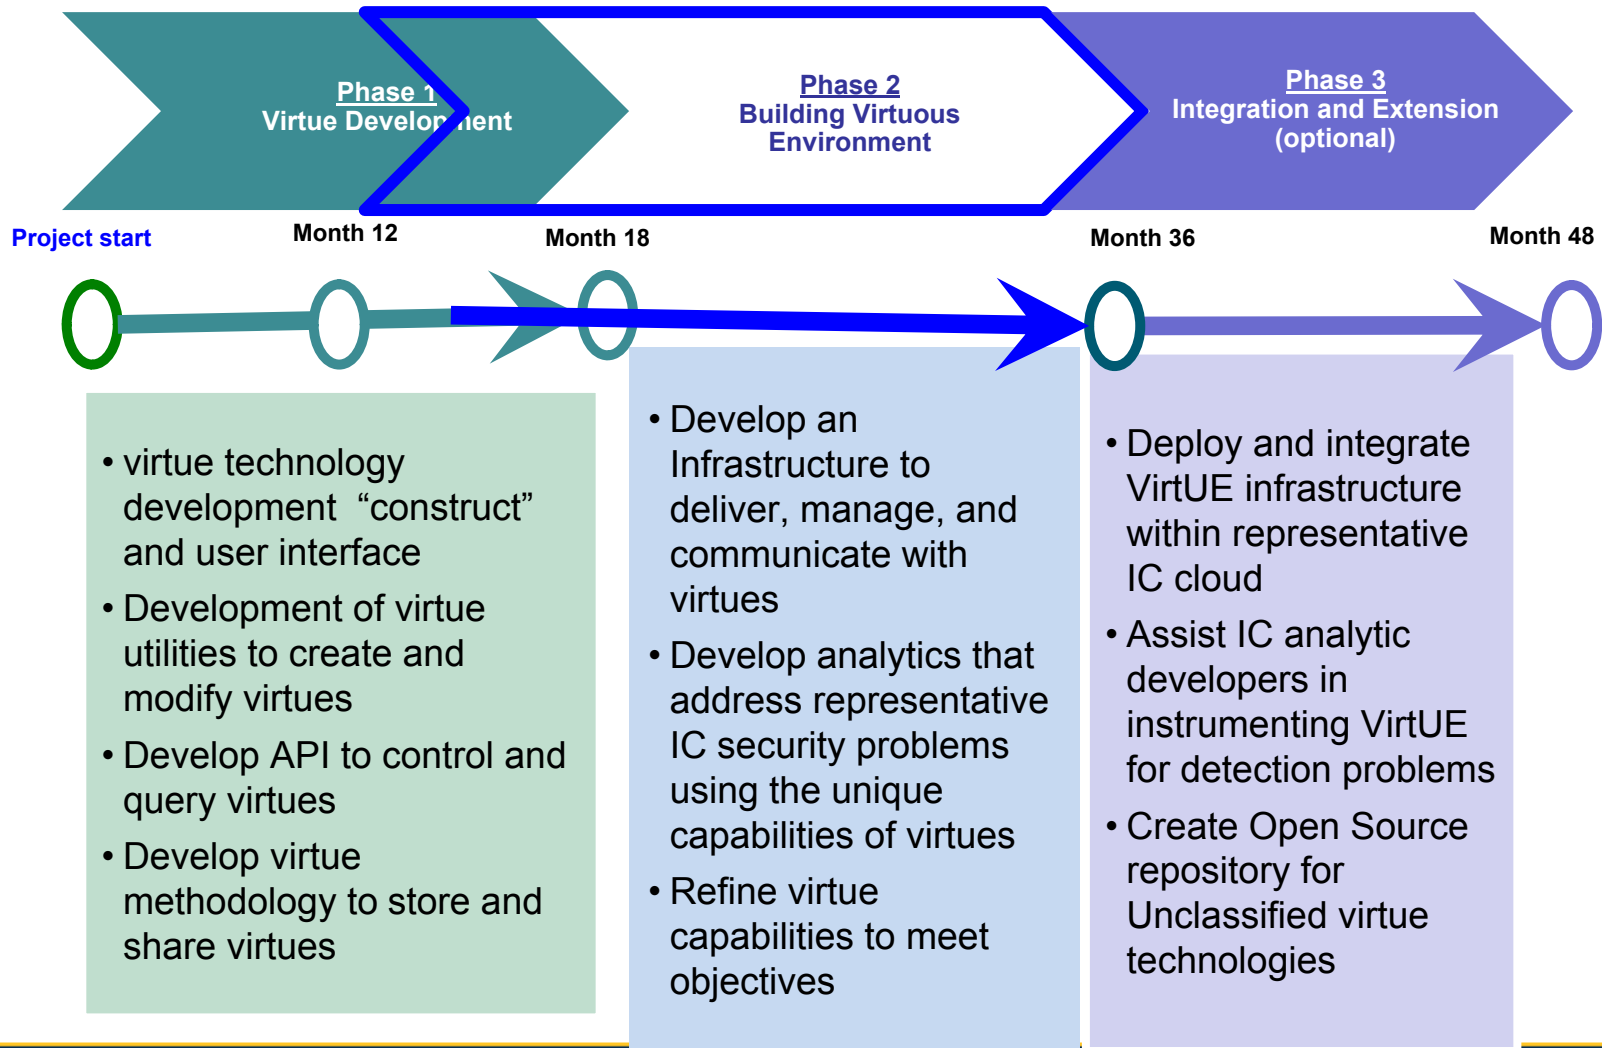 Phase 1
Virtue Development
Phase 2
Building Virtuous
Environment
Phase 3
Integration and Extension
(optional)
Project start
Month 12
Month 18
Month 36
Month 48
• virtue technology
development “construct”
and user interface
• Development of virtue
utilities to create and
modify virtues
• Develop API to control and
query virtues
• Develop virtue
methodology to store and
share virtues
• Develop an
Infrastructure to
deliver, manage, and
communicate with
virtues
• Develop analytics that
address representative
IC security problems
using the unique
capabilities of virtues
• Refine virtue
capabilities to meet
objectives
• Deploy and integrate
VirtUE infrastructure
within representative
IC cloud
• Assist IC analytic
developers in
instrumenting VirtUE
for detection problems
• Create Open Source
repository for
Unclassified virtue
technologies